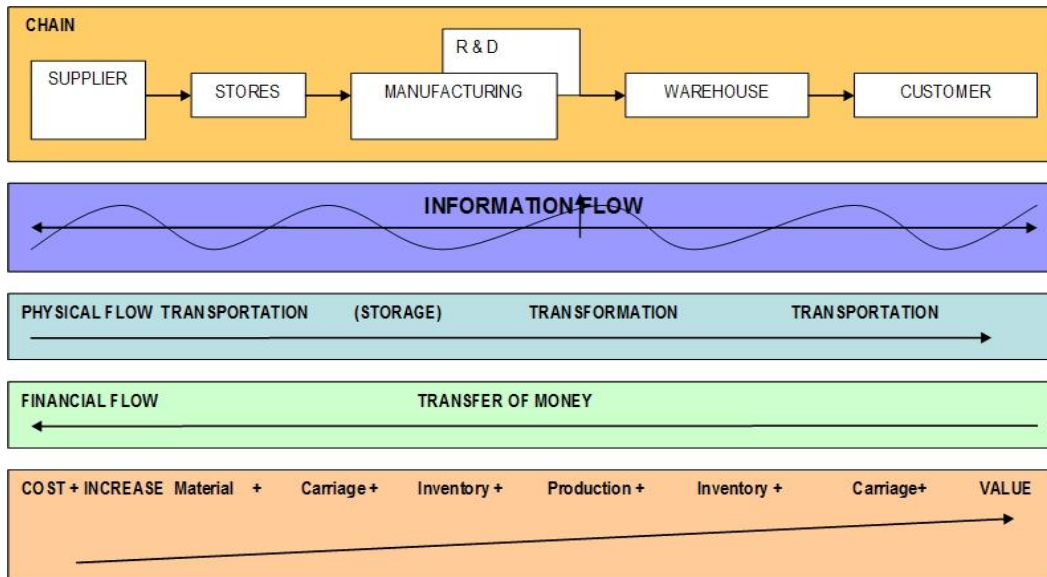 CHAIN
R & D
SUPPLIER
STORES
MANUFACTURING
WAREHOUSE
CUSTOMER
INFORMATION FLOW
PHYSICAL FLOW TRANSPORTATION (STORAGE) TRANSFORMATION TRANSPORTATION
FINANCIAL FLOW TRANSFER OF MONEY
COST + INCREASE Material + Carriage + Inventory + Production + Inventory + Carriage+ VALUE